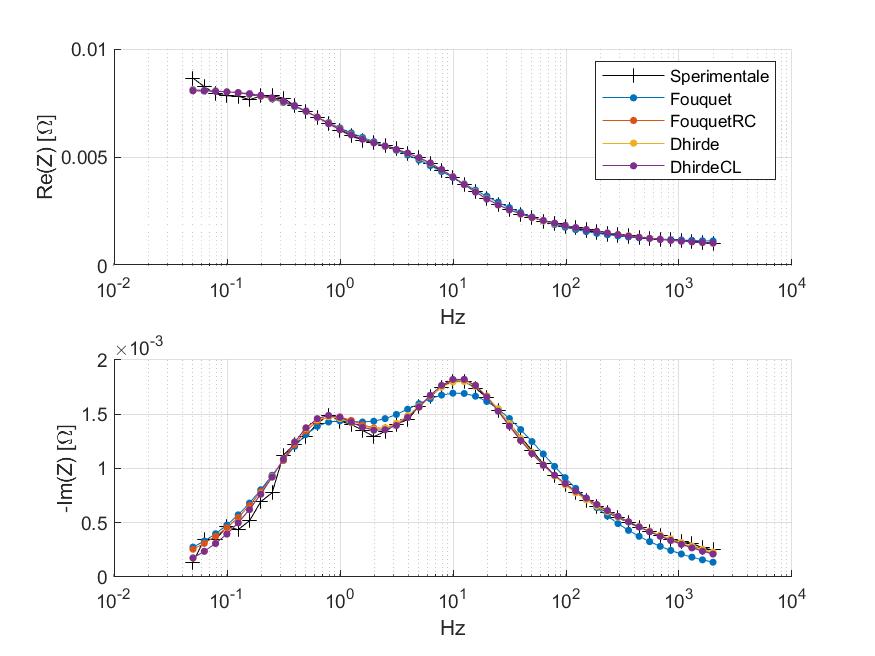 0.01
0.005
0
Re(Z) [Ω]
Sperimentale
Fouquet
FouquetRC
Dhirde
DhirdeCL
10^-2 10^-1 10^0 10^1 10^2 10^3 10^4
Hz
×10^-3
2
1.5
1
0.5
0
-Im(Z) [Ω]
10^-2 10^-1 10^0 10^1 10^2 10^3 10^4
Hz